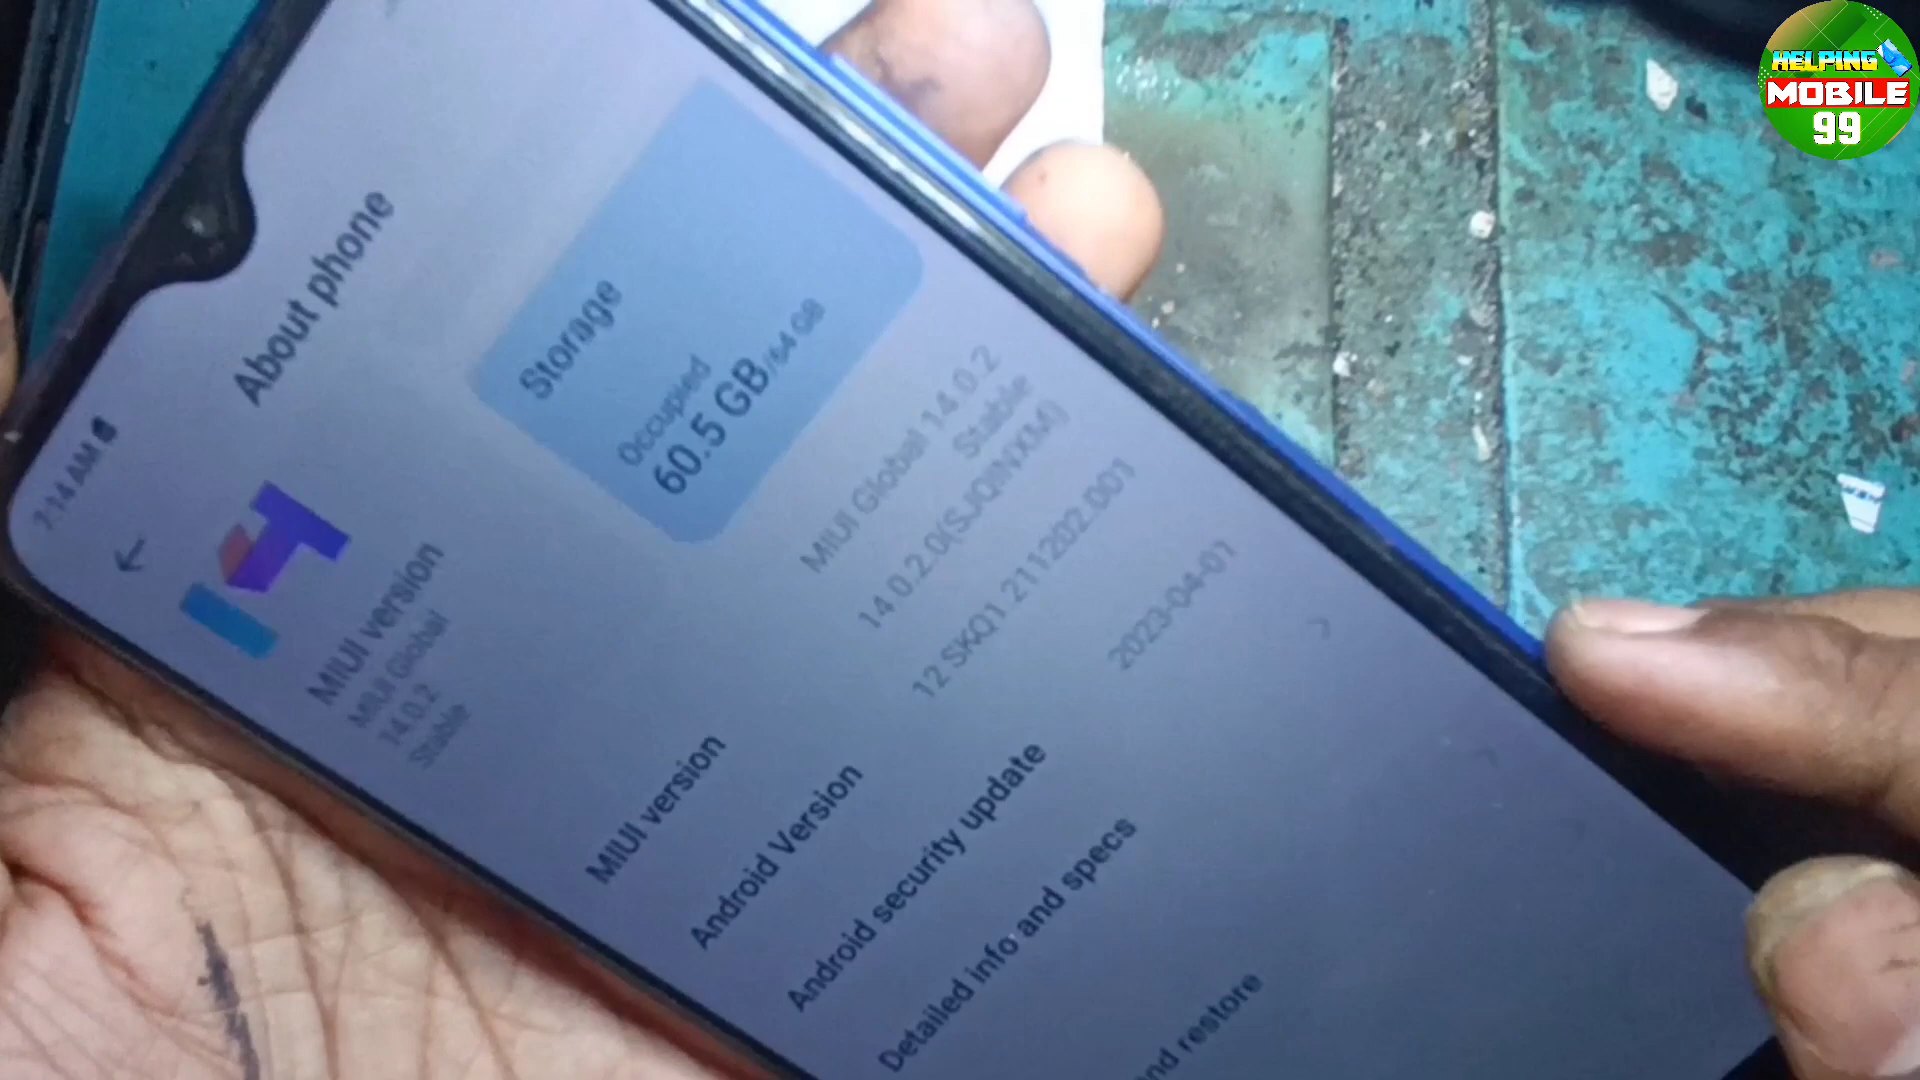 HELPING
MOBILE
99
7:14 AM
About phone
MIUI version
MIUI Global
14.0.2
Stable
Storage
Occupied
60.5 GB/64 GB
MIUI version
MIUI Global 14.0.2
Stable
14.0.2.0(SJQINXM)
Android Version
12 SKQ1.211202.001
Android security update
2023-04-01
Detailed info and specs
nd restore